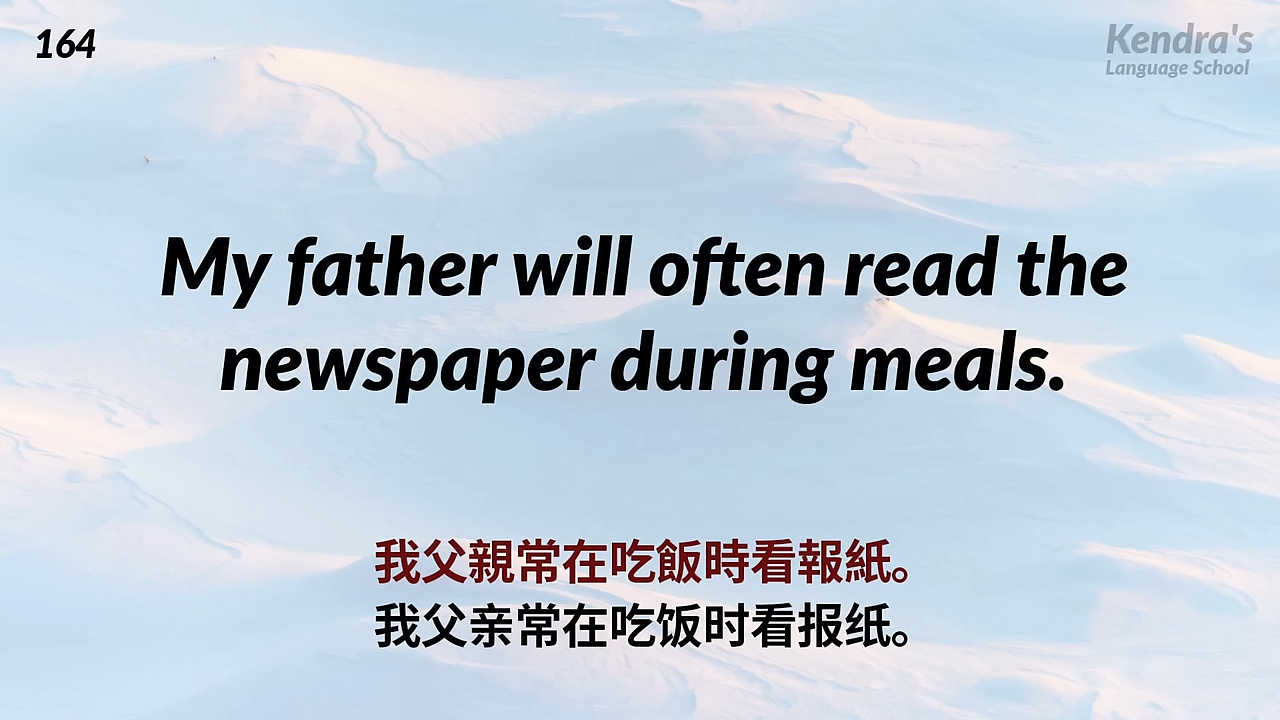 164
Kendra's
Language School
My father will often read the
newspaper during meals.
我父親常在吃飯時看報紙。
我父亲常在吃饭时看报纸。